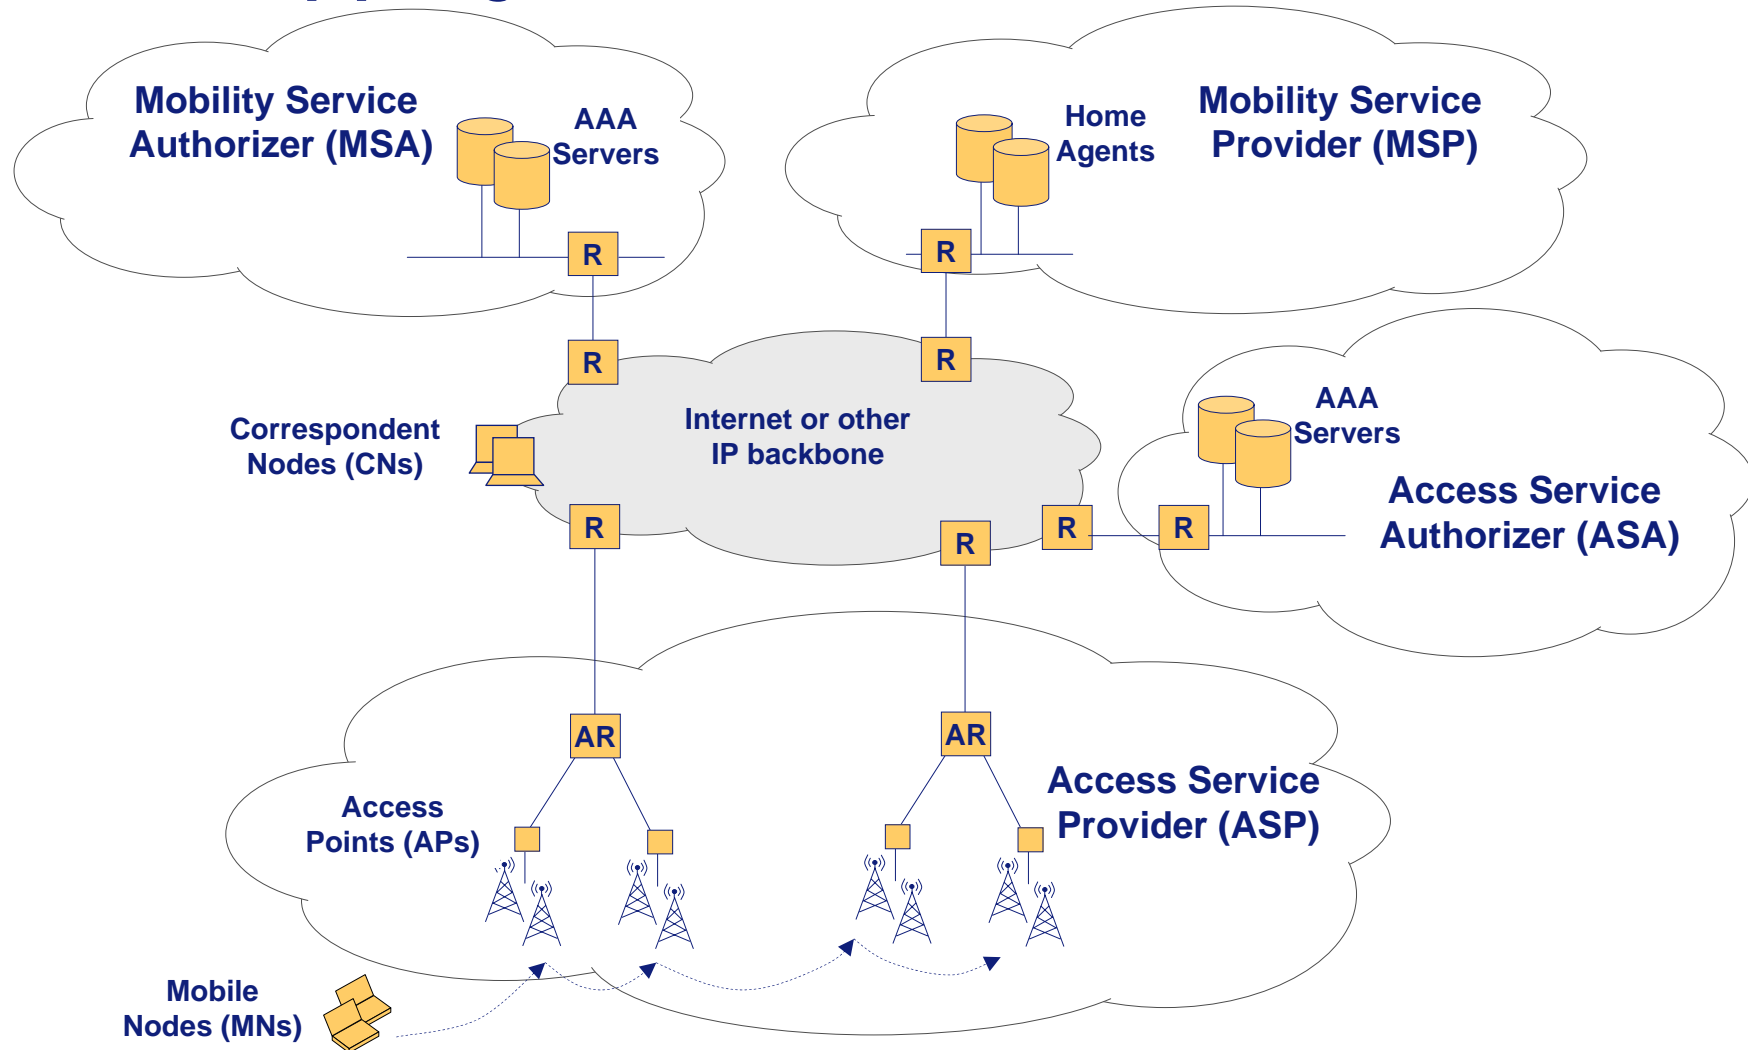 Mobility Service
Authorizer (MSA)
AAA
Servers
R
Home
Agents
Mobility Service
Provider (MSP)
R
R
R
Correspondent
Nodes (CNs)
Internet or other
IP backbone
AAA
Servers
Access Service
Authorizer (ASA)
R
R
R
R
AR
AR
Access
Points (APs)
Access Service
Provider (ASP)
Mobile
Nodes (MNs)